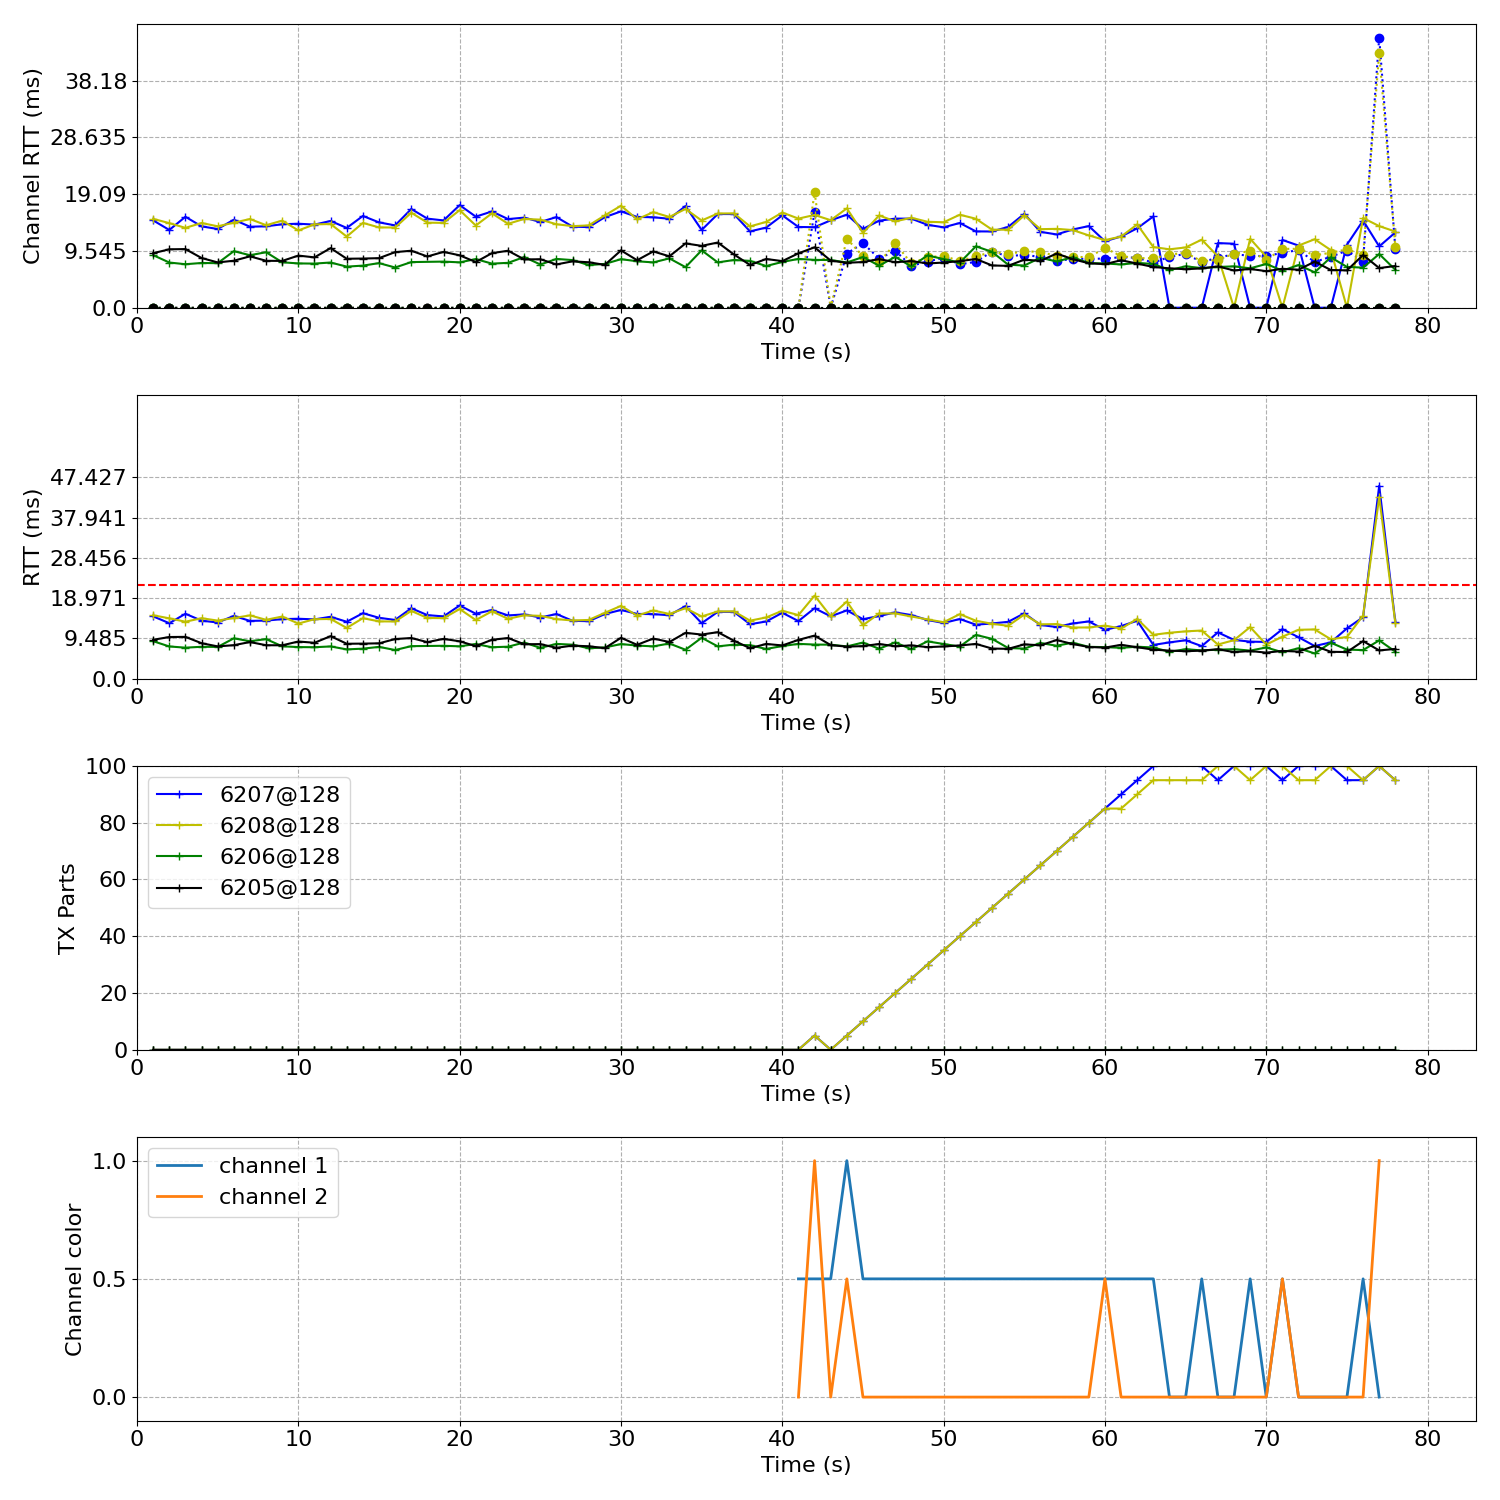 Channel RTT (ms)
38.18
28.635
19.09
9.545
0.0
0 10 20 30 40 50 60 70 80
Time (s)
RTT (ms)
47.427
37.941
28.456
18.971
9.485
0.0
0 10 20 30 40 50 60 70 80
Time (s)
TX Parts
100
80
60
40
20
0
6207@128
6208@128
6206@128
6205@128
0 10 20 30 40 50 60 70 80
Time (s)
Channel color
1.0
0.5
0.0
channel 1
channel 2
0 10 20 30 40 50 60 70 80
Time (s)